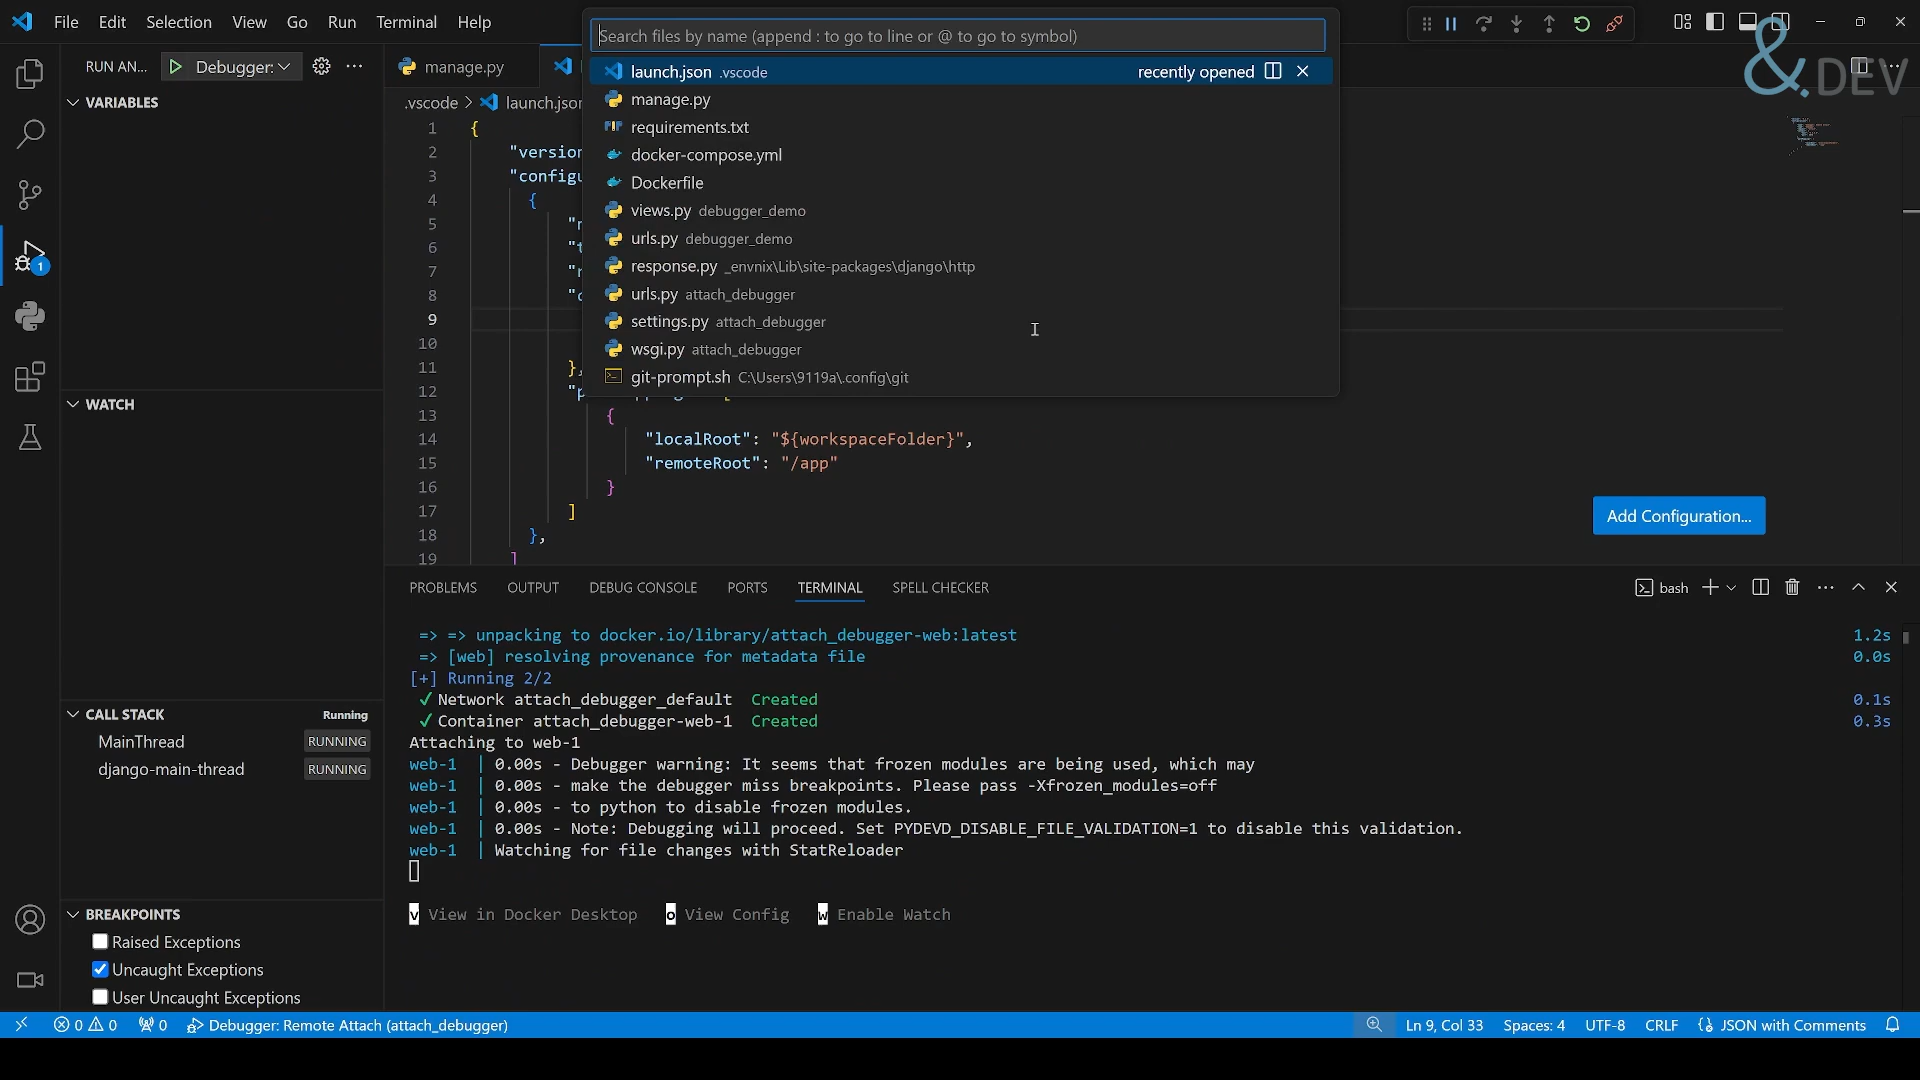 File Edit Selection View Go Run Terminal Help
Search files by name (append : to go to line or @ to go to symbol)
&.DEV
RUN AN... Debugger:
manage.py
launch.json .vscode recently opened
manage.py
requirements.txt
docker-compose.yml
Dockerfile
views.py debugger_demo
urls.py debugger_demo
response.py _envnix\Lib\site-packages\django\http
urls.py attach_debugger
settings.py attach_debugger
wsgi.py attach_debugger
git-prompt.sh C:\Users\9119a\.config\git
VARIABLES
.vscode > launch.json
1 {
2 "version
3 "configu
4 {
5 "n
6 "t
7 "r
8 "c
9
10
11 },
12 "p
13 {
14 "localRoot": "${workspaceFolder}",
15 "remoteRoot": "/app"
16 }
17 ]
18 },
19 ]
1
WATCH
Add Configuration...
CALL STACK Running
MainThread RUNNING
django-main-thread RUNNING
BREAKPOINTS
Raised Exceptions
Uncaught Exceptions
User Uncaught Exceptions
PROBLEMS OUTPUT DEBUG CONSOLE PORTS TERMINAL SPELL CHECKER bash
=> => unpacking to docker.io/library/attach_debugger-web:latest 1.2s
=> [web] resolving provenance for metadata file 0.0s
[+] Running 2/2
✓ Network attach_debugger_default Created 0.1s
✓ Container attach_debugger-web-1 Created 0.3s
Attaching to web-1
web-1 | 0.00s - Debugger warning: It seems that frozen modules are being used, which may
web-1 | 0.00s - make the debugger miss breakpoints. Please pass -Xfrozen_modules=off
web-1 | 0.00s - to python to disable frozen modules.
web-1 | 0.00s - Note: Debugging will proceed. Set PYDEVD_DISABLE_FILE_VALIDATION=1 to disable this validation.
web-1 | Watching for file changes with StatReloader
v View in Docker Desktop o View Config w Enable Watch
0 0 0 Debugger: Remote Attach (attach_debugger) Ln 9, Col 33 Spaces: 4 UTF-8 CRLF JSON with Comments